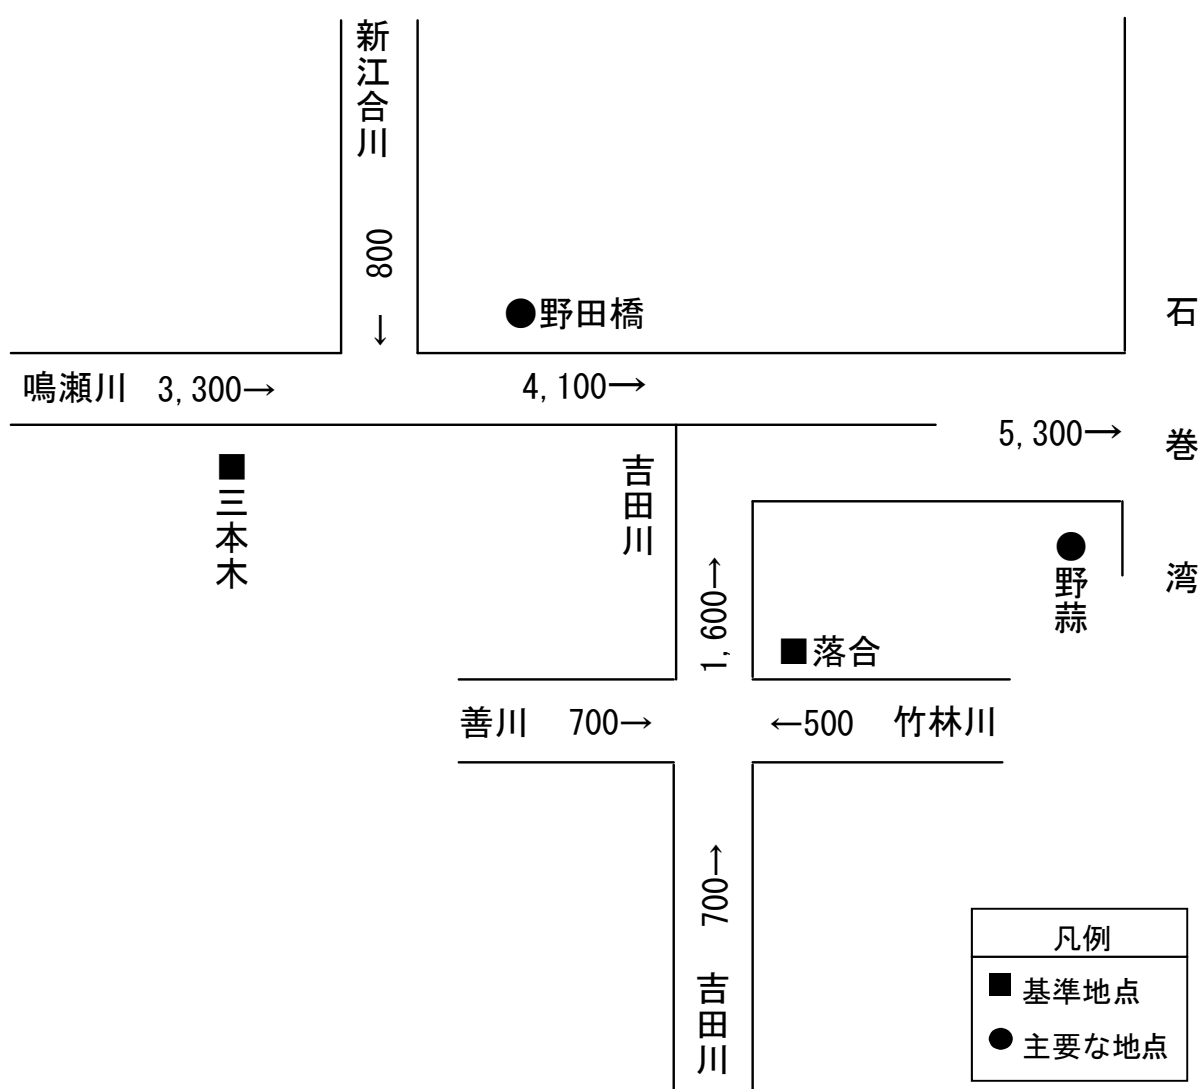 新江合川
800
↓
●野田橋
鳴瀬川 3,300→
4,100→
5,300→
石巻湾
■三本木
吉田川
1,600→
●野蒜
■落合
善川 700→
←500 竹林川
700→
吉田川
凡例
■ 基準地点
● 主要な地点